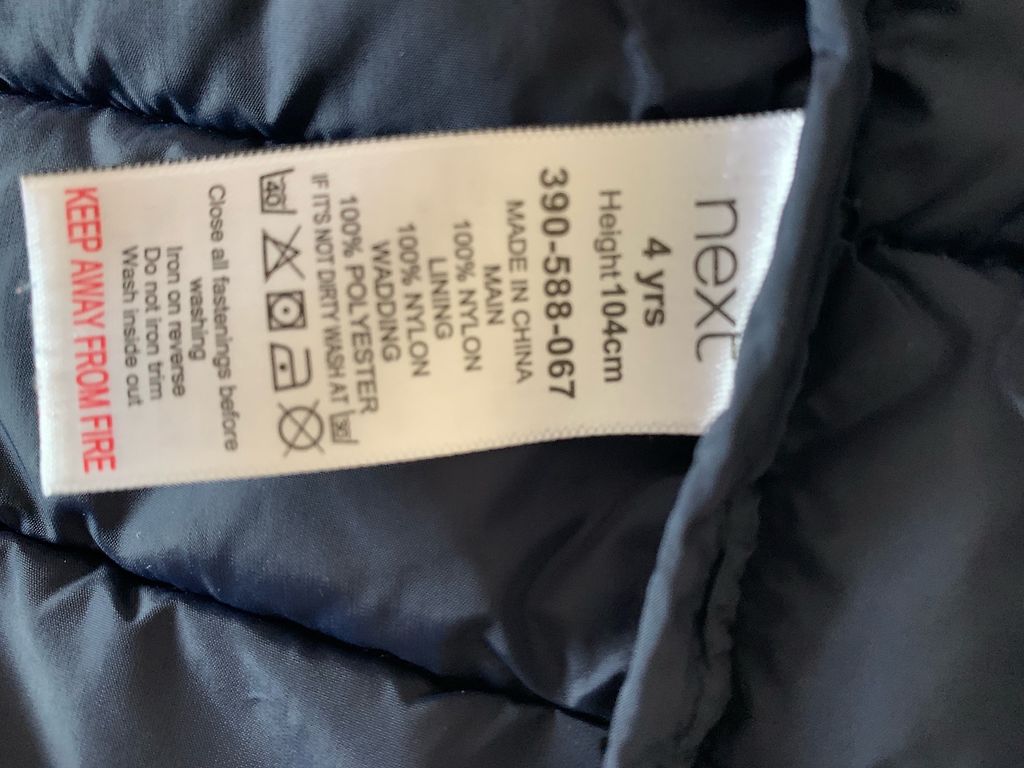 next
4 yrs
Height 104cm
390-588-067
MADE IN CHINA
MAIN
100% NYLON
LINING
100% NYLON
WADDING
100% POLYESTER
IF IT'S NOT DIRTY WASH AT 30
40
Close all fastenings before
washing
Iron on reverse
Do not iron trim
Wash inside out
KEEP AWAY FROM FIRE